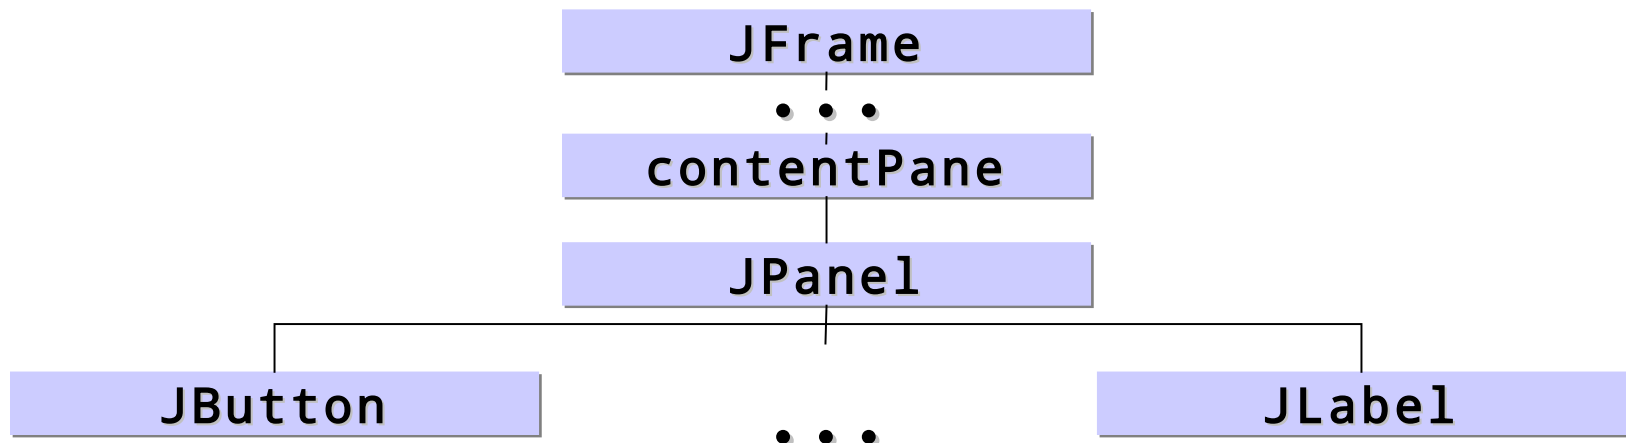 JFrame
• • •
contentPane
JPanel
JButton
JLabel
• • •